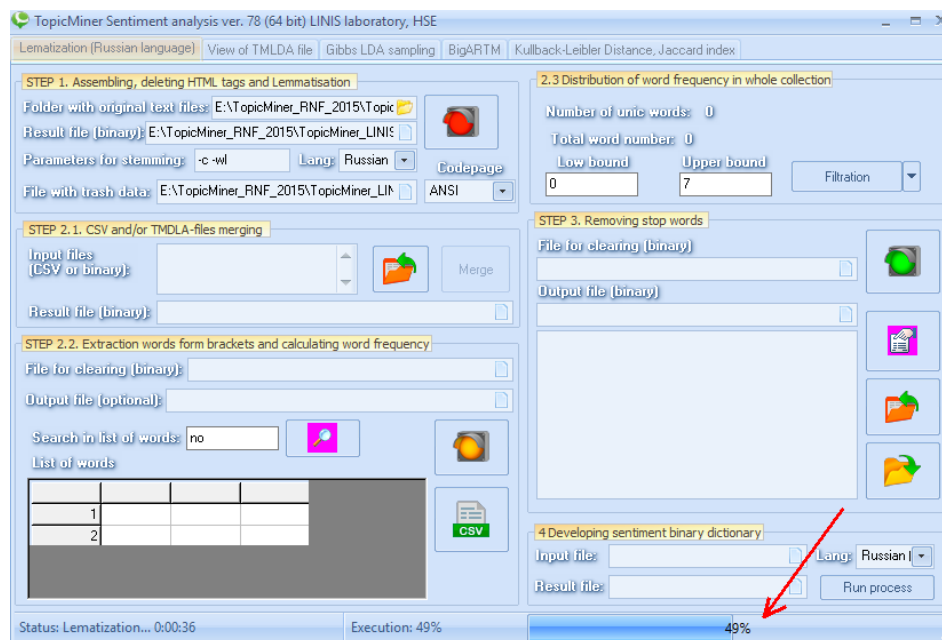 TopicMiner Sentiment analysis ver. 78 (64 bit) LINIS laboratory, HSE
Lematization (Russian language) View of TMLDA file Gibbs LDA sampling BigARTM Kullback-Leibler Distance, Jaccard index
STEP 1. Assembling, deleting HTML tags and Lemmatisation
Folder with original text files: E:\TopicMiner_RNF_2015\Topic
Result file (binary): E:\TopicMiner_RNF_2015\TopicMiner_LINIS
Parameters for stemming: -c -wl Lang: Russian
Codepage
File with trash data: E:\TopicMiner_RNF_2015\TopicMiner_LIN
ANSI
STEP 2.1. CSV and/or TMDLA-files merging
Input files
(CSV or binary):
Merge
Result file (binary):
STEP 2.2. Extraction words form brackets and calculating word frequency
File for clearing (binary):
Output file (optional):
Search in list of words: no
List of words
1
2
CSV
2.3 Distribution of word frequency in whole collection
Number of unic words: 0
Total word number: 0
Low bound Upper bound
0 7 Filtration
STEP 3. Removing stop words
File for clearing (binary)
Output file (binary)
4 Developing sentiment binary dictionary
Input file: Lang: Russian
Result file: Run process
Status: Lematization... 0:00:36 Execution: 49% 49%